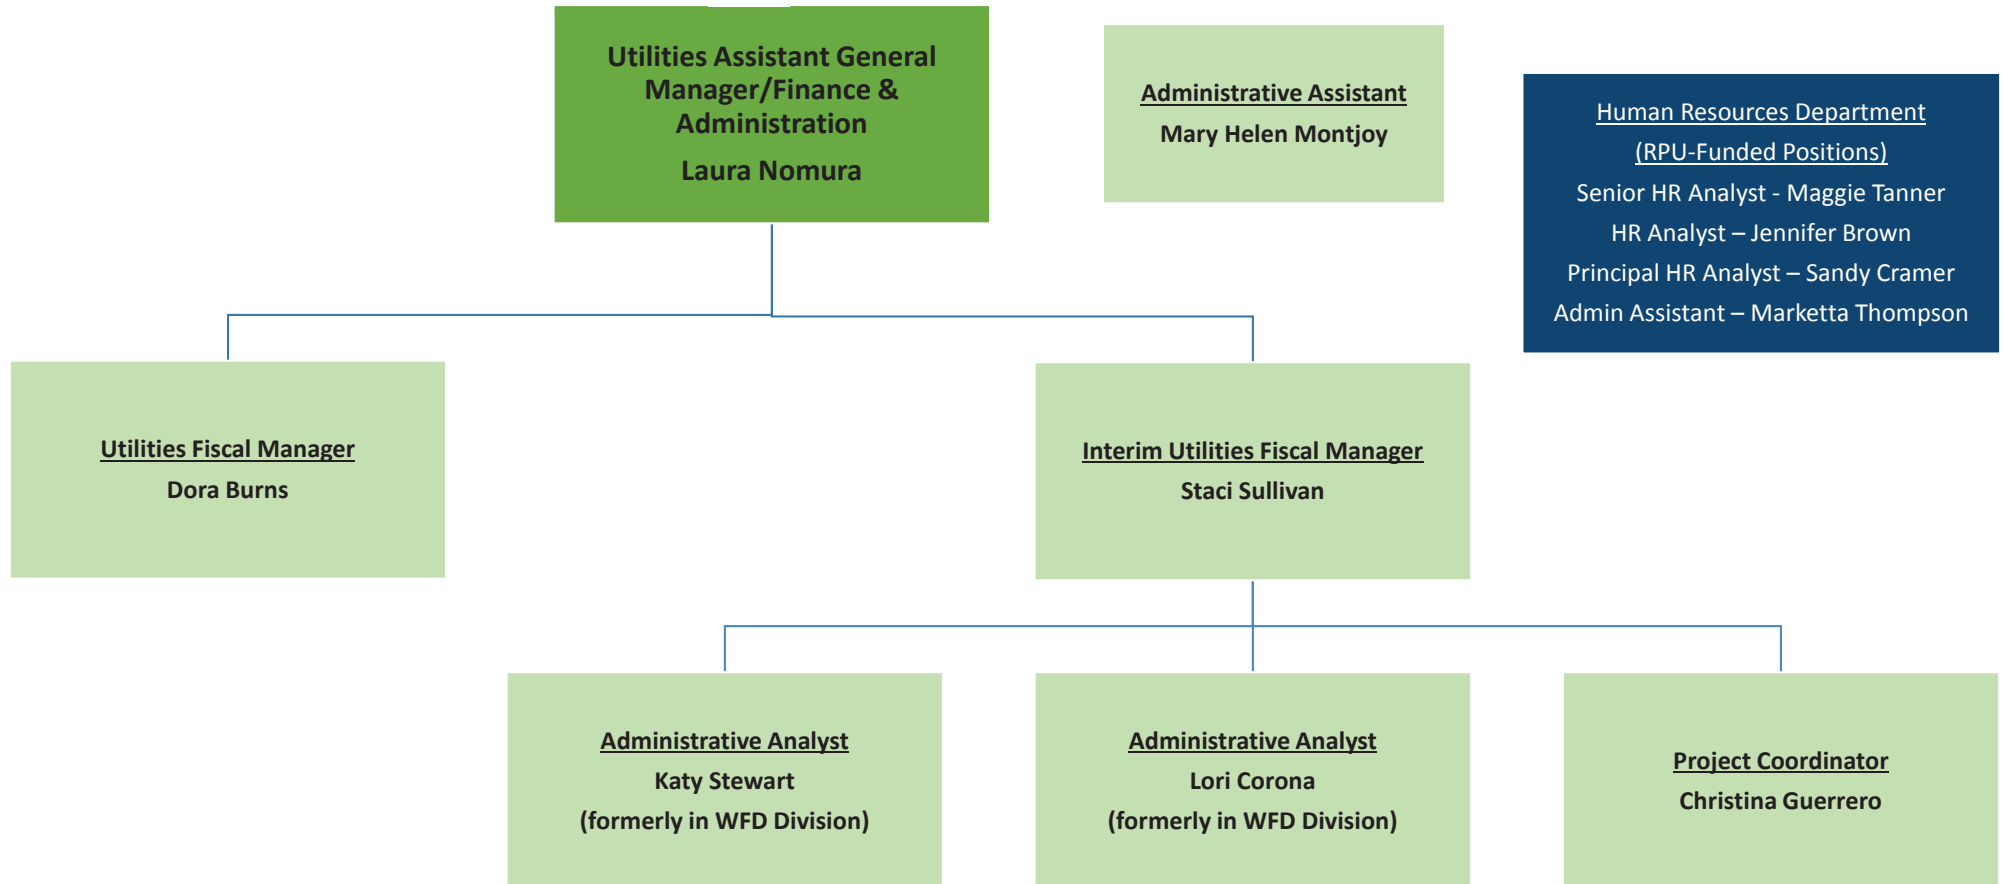 Utilities Assistant General
Manager/Finance &
Administration
Laura Nomura
Administrative Assistant
Mary Helen Montjoy
Human Resources Department
(RPU-Funded Positions)
Senior HR Analyst - Maggie Tanner
HR Analyst – Jennifer Brown
Principal HR Analyst – Sandy Cramer
Admin Assistant – Marketta Thompson
Utilities Fiscal Manager
Dora Burns
Interim Utilities Fiscal Manager
Staci Sullivan
Administrative Analyst
Katy Stewart
(formerly in WFD Division)
Administrative Analyst
Lori Corona
(formerly in WFD Division)
Project Coordinator
Christina Guerrero